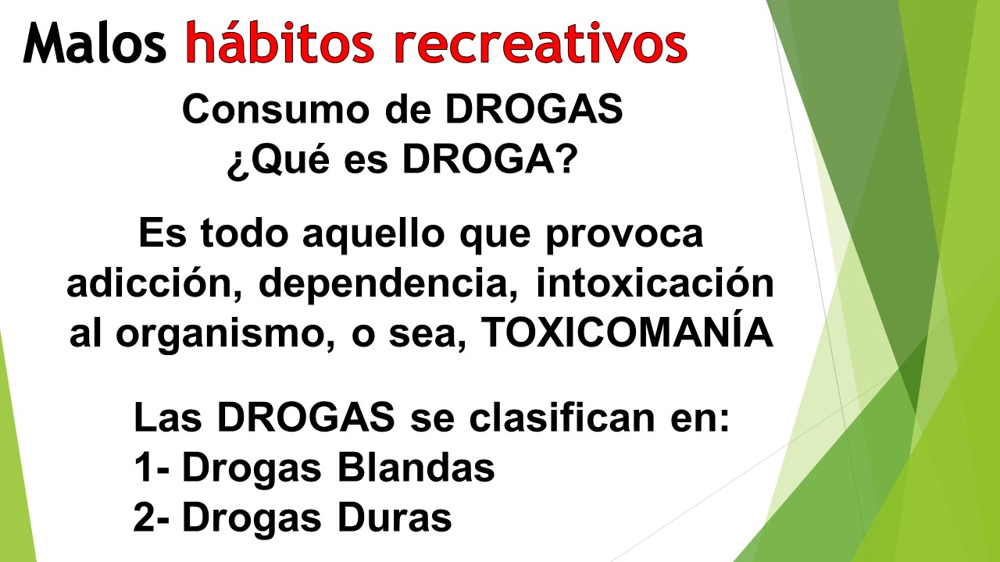 Malos hábitos recreativos
Consumo de DROGAS
¿Qué es DROGA?
Es todo aquello que provoca
adicción, dependencia, intoxicación
al organismo, o sea, TOXICOMANÍA
Las DROGAS se clasifican en:
1- Drogas Blandas
2- Drogas Duras